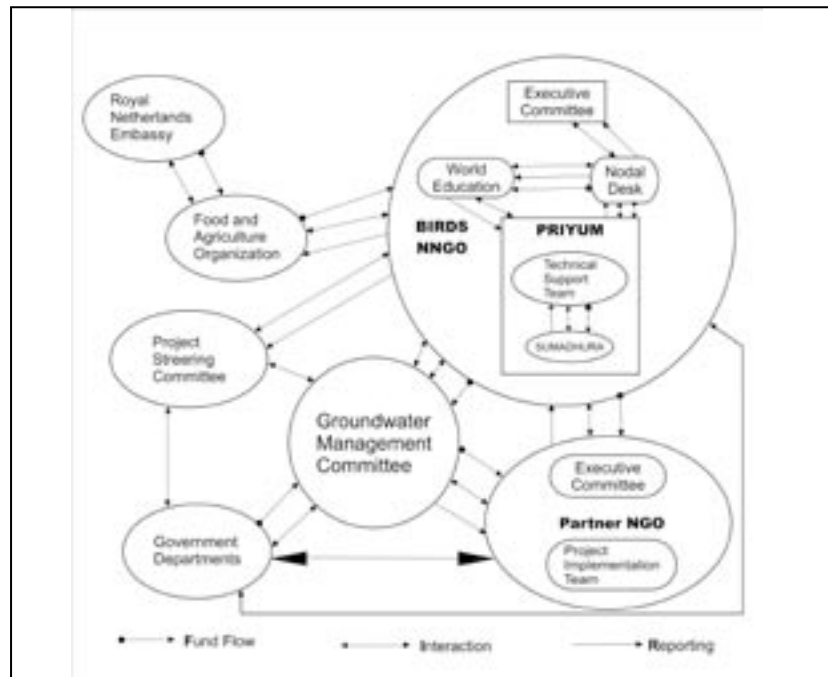 Royal
Netherlands
Embassy
Executive
Committee
World
Education
Nodal
Desk
Food and
Agriculture
Organization
BIRDS
NNGO
PRIYUM
Technical
Support
Team
SUMADHURA
Project
Streering
Committee
Groundwater
Management
Committee
Executive
Committee
Partner NGO
Project
Implementation
Team
Government
Departments
Fund Flow
Interaction
Reporting